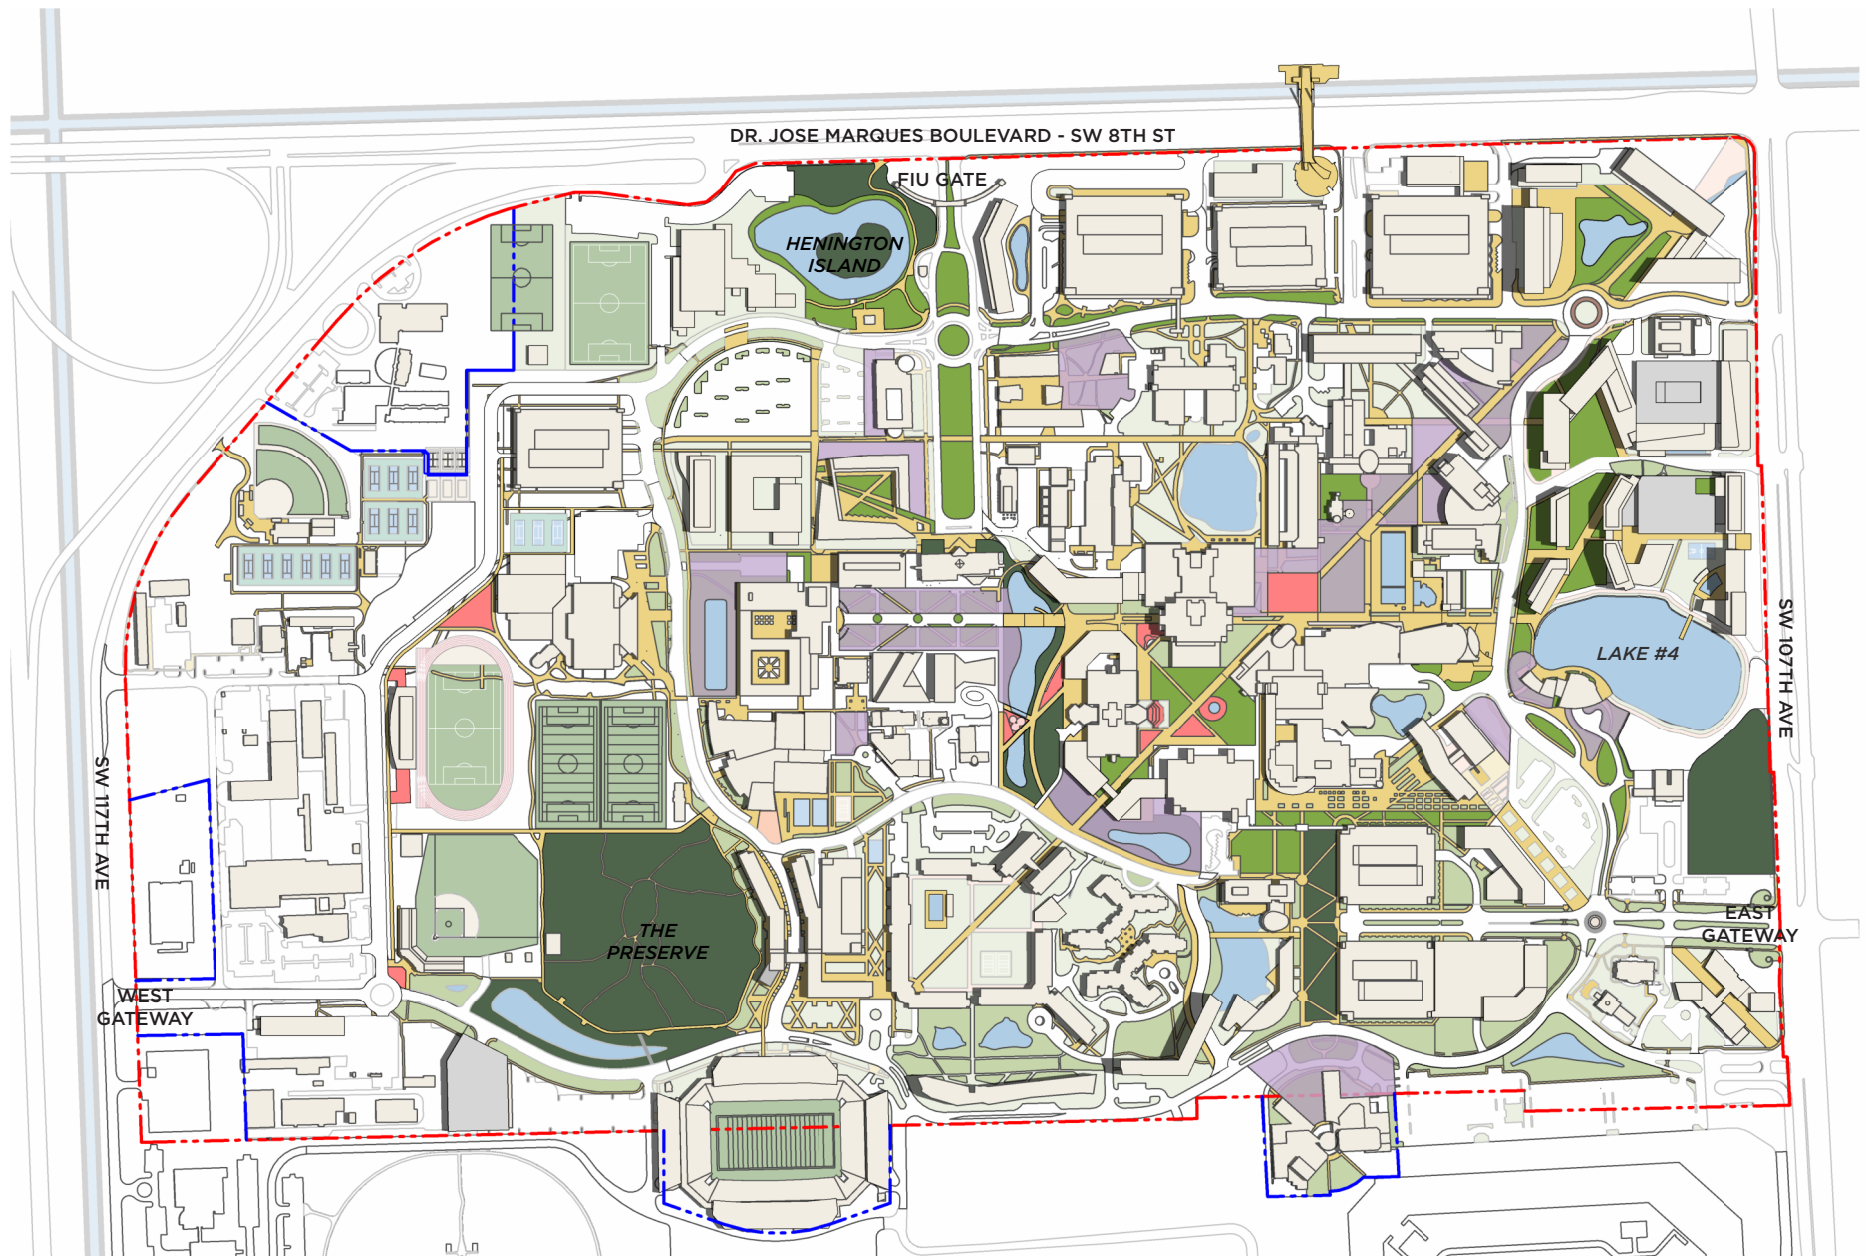 DR. JOSE MARQUES BOULEVARD - SW 8TH ST
FIU GATE
HENINGTON
ISLAND
SW 107TH AVE
LAKE #4
SW 117TH AVE
THE
PRESERVE
EAST
GATEWAY
WEST
GATEWAY